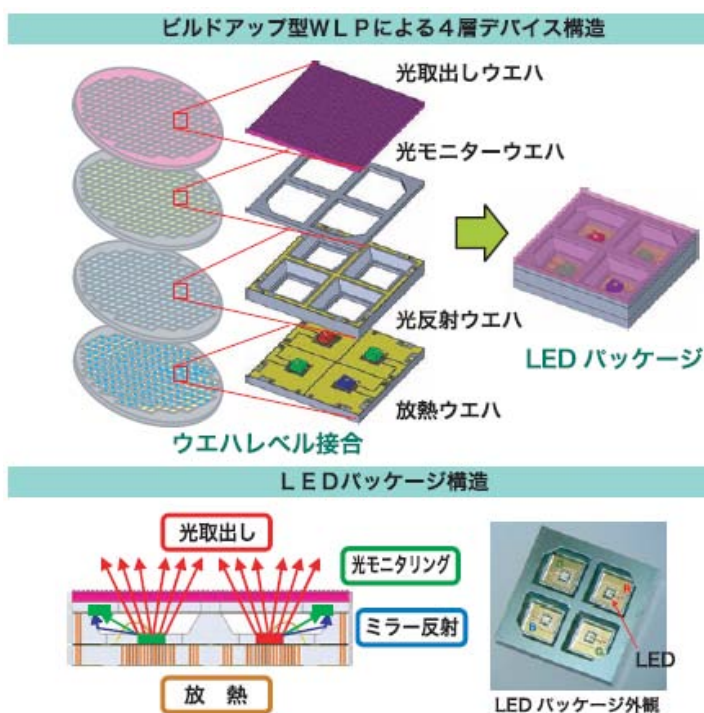 ビルドアップ型WLPによる4層デバイス構造
光取出しウエハ
光モニターウエハ
光反射ウエハ
LED パッケージ
放熱ウエハ
ウエハレベル接合
LEDパッケージ構造
光取出し
光モニタリング
ミラー反射
放 熱
R
B
G
LED
LED パッケージ外観